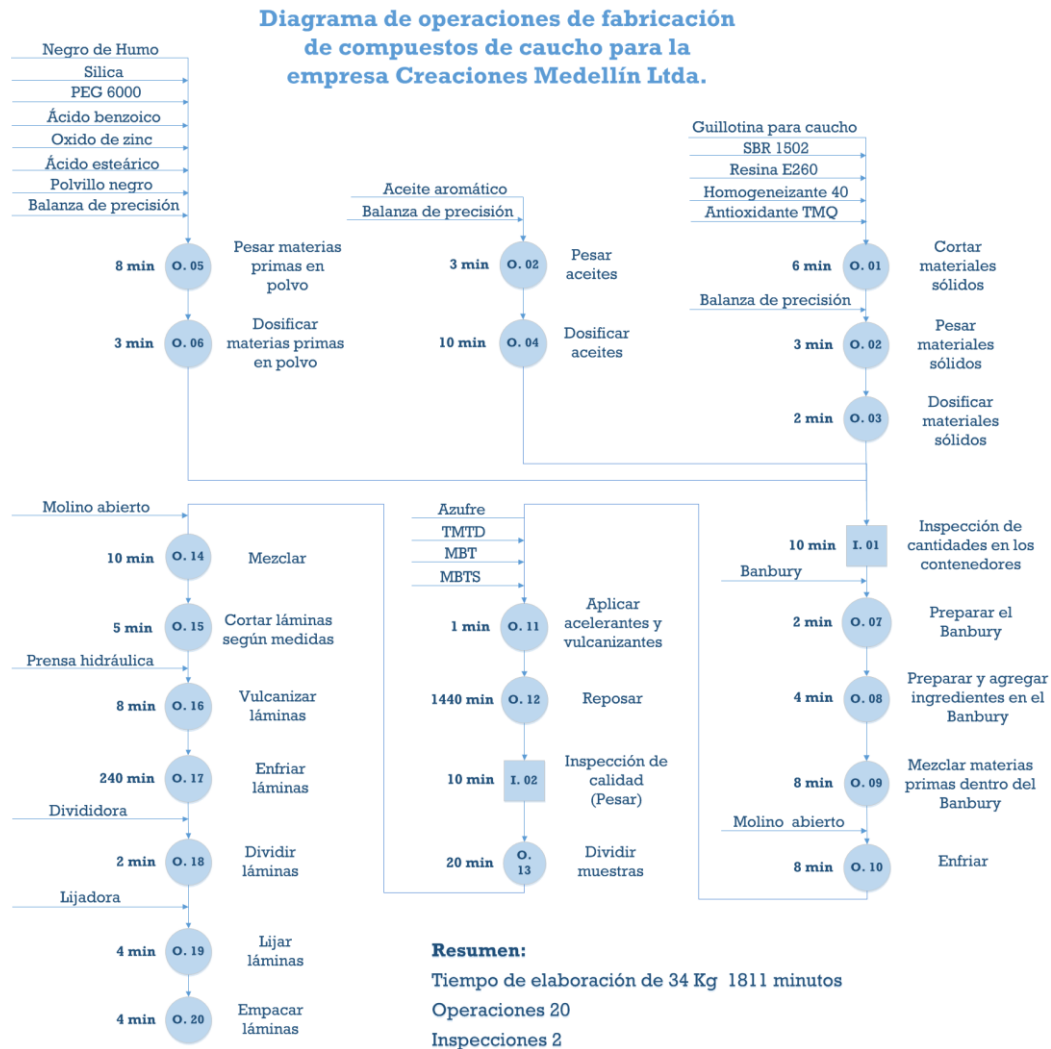 Diagrama de operaciones de fabricación
de compuestos de caucho para la
empresa Creaciones Medellín Ltda.
Negro de Humo
Sílica
PEG 6000
Ácido benzoico
Oxido de zinc
Ácido esteárico
Polvillo negro
Balanza de precisión
8 min
O. 05
Pesar materias
primas en
polvo
3 min
O. 06
Dosificar
materias primas
en polvo
Aceite aromático
Balanza de precisión
3 min
O. 02
Pesar
aceites
10 min
O. 04
Dosificar
aceites
Guillotina para caucho
SBR 1502
Resina E260
Homogeneizante 40
Antioxidante TMQ
6 min
O. 01
Cortar
materiales
sólidos
Balanza de precisión
3 min
O. 02
Pesar
materiales
sólidos
2 min
O. 03
Dosificar
materiales
sólidos
10 min
I. 01
Inspección de
cantidades en los
contenedores
Banbury
2 min
O. 07
Preparar el
Banbury
4 min
O. 08
Preparar y agregar
ingredientes en el
Banbury
8 min
O. 09
Mezclar materias
primas dentro del
Banbury
Molino abierto
8 min
O. 10
Enfriar
Azufre
TMTD
MBT
MBTS
1 min
O. 11
Aplicar
acelerantes y
vulcanizantes
1440 min
O. 12
Reposar
10 min
I. 02
Inspección de
calidad
(Pesar)
20 min
O.
13
Dividir
muestras
Molino abierto
10 min
O. 14
Mezclar
5 min
O. 15
Cortar láminas
según medidas
Prensa hidráulica
8 min
O. 16
Vulcanizar
láminas
240 min
O. 17
Enfriar
láminas
Divididora
2 min
O. 18
Dividir
láminas
Lijadora
4 min
O. 19
Lijar
láminas
4 min
O. 20
Empacar
láminas
Resumen:
Tiempo de elaboración de 34 Kg 1811 minutos
Operaciones 20
Inspecciones 2